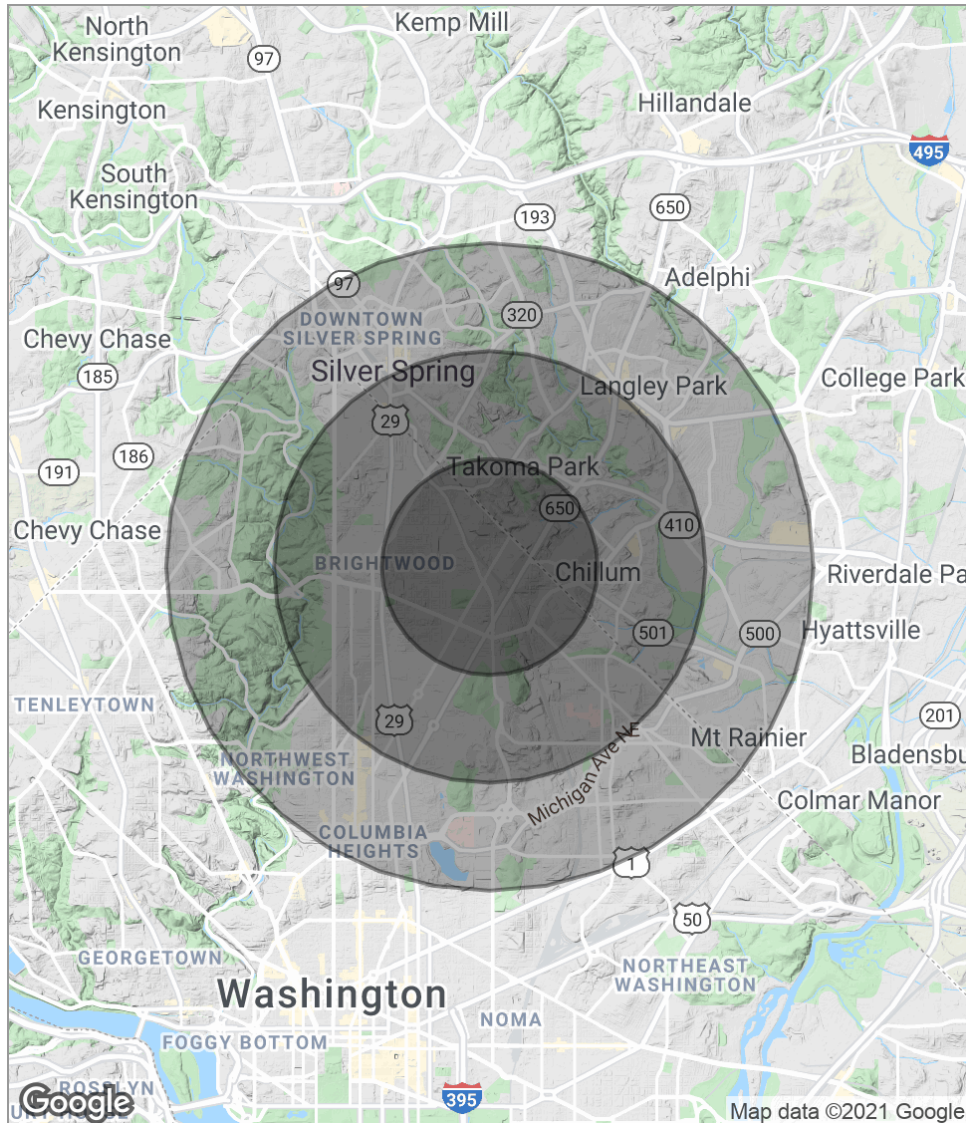 Kemp Mill
North
Kensington
97
Kensington
Hillandale
495
South
Kensington
650
193
Adelphi
97
320
DOWNTOWN
SILVER SPRING
Chevy Chase
185
Silver Spring
Langley Park
College Park
29
186
191
Takoma Park
650
410
Chevy Chase
BRIGHTWOOD
Chillum
Riverdale Pa
501
500
Hyattsville
TENLEYTOWN
29
201
Mt Rainier
Bladensbu
NORTHWEST
WASHINGTON
Michigan Ave NE
Colmar Manor
COLUMBIA
HEIGHTS
1
50
GEORGETOWN
NORTHEAST
WASHINGTON
Washington
NOMA
FOGGY BOTTOM
ROSSLYN
Google
395
Map data ©2021 Google